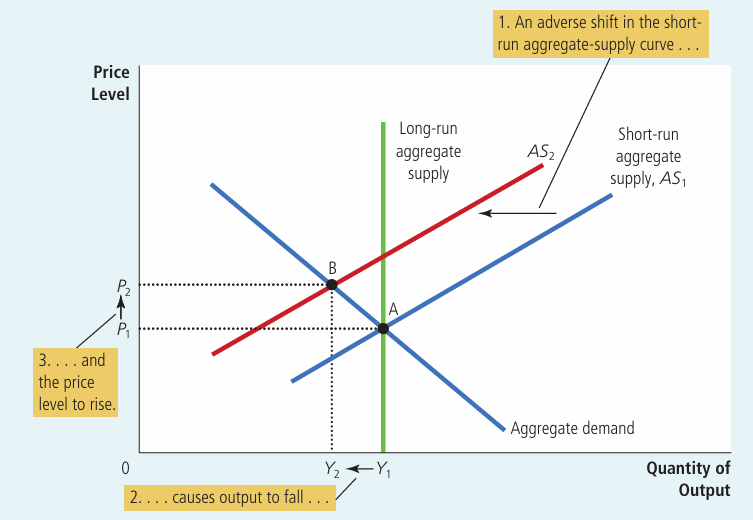 1. An adverse shift in the short-
run aggregate-supply curve . . .
Price
Level
Long-run
aggregate
supply
AS₂
Short-run
aggregate
supply, AS₁
B
A
P₂
P₁
3. . . . and
the price
level to rise.
Aggregate demand
0
Y₂
Y₁
Quantity of
Output
2. . . . causes output to fall . . .